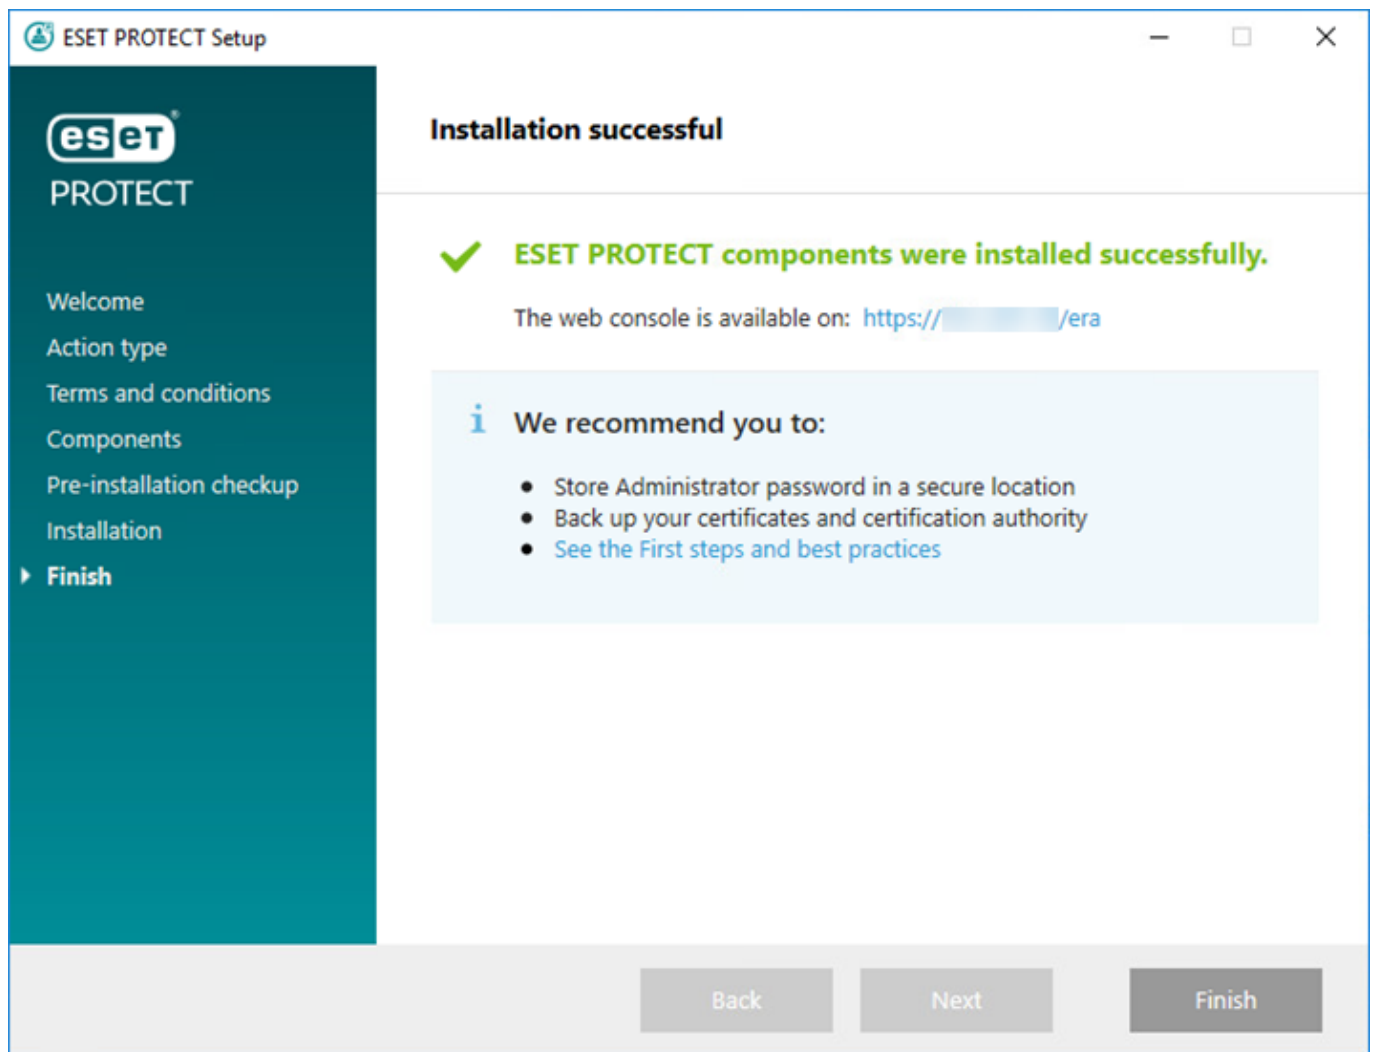 ESET PROTECT Setup
eset®
PROTECT
Welcome
Action type
Terms and conditions
Components
Pre-installation checkup
Installation
Finish
Installation successful
ESET PROTECT components were installed successfully.
The web console is available on: https:// /era
i We recommend you to:
• Store Administrator password in a secure location
• Back up your certificates and certification authority
• See the First steps and best practices
Back Next Finish